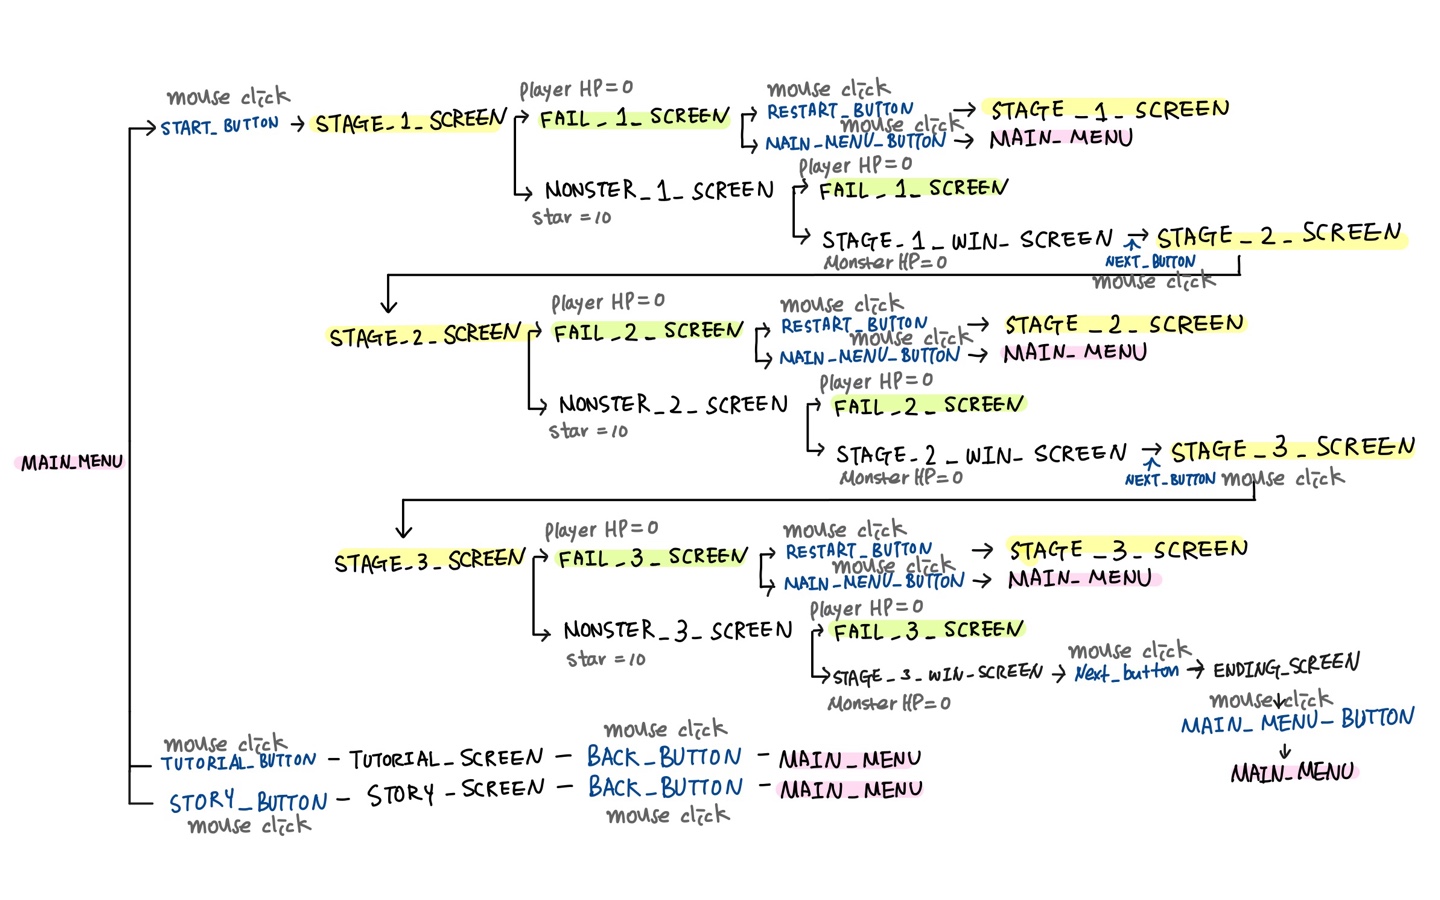 mouse click
START_BUTTON → STAGE_1_SCREEN
Player HP=0
FAIL_1_SCREEN
mouse click
RESTART_BUTTON → STAGE_1_SCREEN
mouse click
MAIN_MENU_BUTTON → MAIN_MENU
MONSTER_1_SCREEN
Star=10
Player HP=0
FAIL_1_SCREEN
STAGE_1_WIN_SCREEN → STAGE_2_SCREEN
Monster HP=0
NEXT_BUTTON
mouse click
STAGE_2_SCREEN
Player HP=0
FAIL_2_SCREEN
mouse click
RESTART_BUTTON → STAGE_2_SCREEN
mouse click
MAIN_MENU_BUTTON → MAIN_MENU
MONSTER_2_SCREEN
Star=10
Player HP=0
FAIL_2_SCREEN
STAGE_2_WIN_SCREEN → STAGE_3_SCREEN
Monster HP=0
NEXT_BUTTON mouse click
MAIN_MENU
STAGE_3_SCREEN
Player HP=0
FAIL_3_SCREEN
mouse click
RESTART_BUTTON → STAGE_3_SCREEN
mouse click
MAIN_MENU_BUTTON → MAIN_MENU
MONSTER_3_SCREEN
Star=10
Player HP=0
FAIL_3_SCREEN
mouse click
STAGE_3_WIN_SCREEN → Next_button → ENDING_SCREEN
Monster HP=0
mouse click
MAIN_MENU_BUTTON
MAIN_MENU
mouse click
mouse click
TUTORIAL_BUTTON – TUTORIAL_SCREEN – BACK_BUTTON – MAIN_MENU
STORY_BUTTON – STORY_SCREEN – BACK_BUTTON – MAIN_MENU
mouse click
mouse click